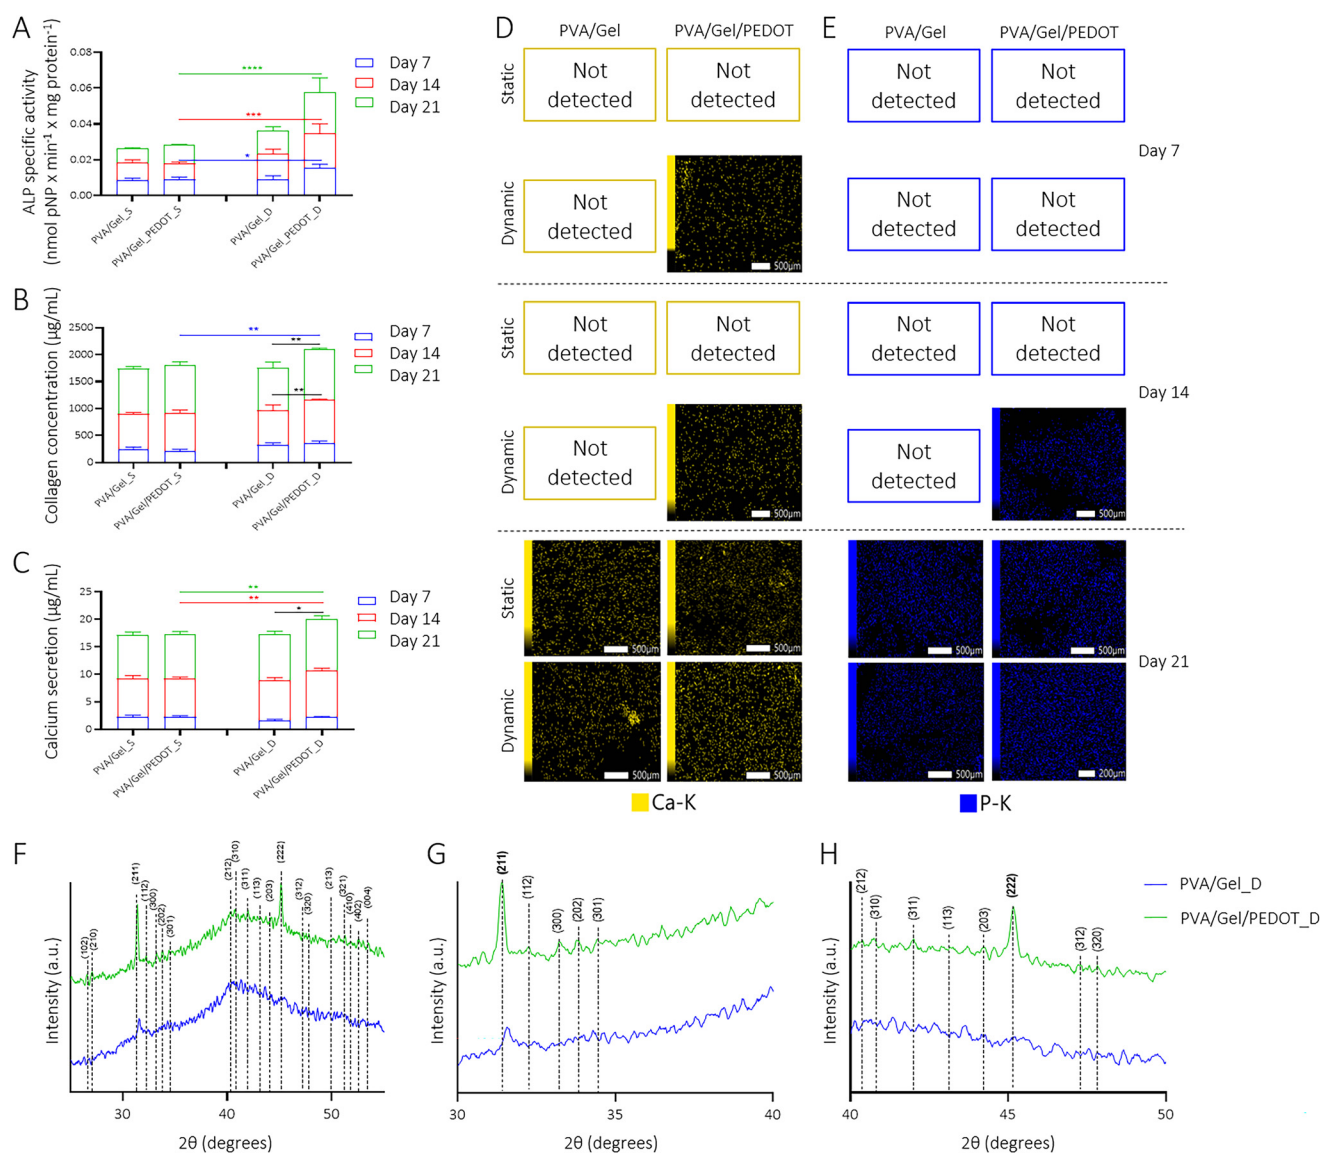 A
ALP specific activity
(nmol pNP x min⁻¹ x mg protein⁻¹)
0.08
0.06
0.04
0.02
0.00
****
***
*
Day 7
Day 14
Day 21
PVA/Gel_S
PVA/Gel_PEDOT_S
PVA/Gel_D
PVA/Gel_PEDOT_D
B
Collagen concentration (µg/mL)
2500
2000
1500
1000
500
0
**
**
**
Day 7
Day 14
Day 21
PVA/Gel_S
PVA/Gel/PEDOT_S
PVA/Gel_D
PVA/Gel/PEDOT_D
C
Calcium secretion (µg/mL)
25
20
15
10
5
0
**
**
*
Day 7
Day 14
Day 21
PVA/Gel_S
PVA/Gel/PEDOT_S
PVA/Gel_D
PVA/Gel/PEDOT_D
D
PVA/Gel
PVA/Gel/PEDOT
Static
Not
detected
Not
detected
Dynamic
Not
detected
500µm
Static
Not
detected
Not
detected
Dynamic
Not
detected
500µm
Static
500µm
500µm
Dynamic
500µm
500µm
Ca-K
E
PVA/Gel
PVA/Gel/PEDOT
Not
detected
Not
detected
Day 7
Not
detected
Not
detected
Not
detected
Not
detected
Day 14
Not
detected
500µm
500µm
500µm
Day 21
500µm
200µm
P-K
F
Intensity (a.u.)
(102)
(210)
(211)
(112)
(300)
(202)
(301)
(212)
(310)
(311)
(113)
(203)
(222)
(312)
(320)
(213)
(321)
(410)
(402)
(004)
30
40
50
2θ (degrees)
G
Intensity (a.u.)
(211)
(112)
(300)
(202)
(301)
30
35
40
2θ (degrees)
H
Intensity (a.u.)
(212)
(310)
(311)
(113)
(203)
(222)
(312)
(320)
40
45
50
2θ (degrees)
PVA/Gel_D
PVA/Gel/PEDOT_D